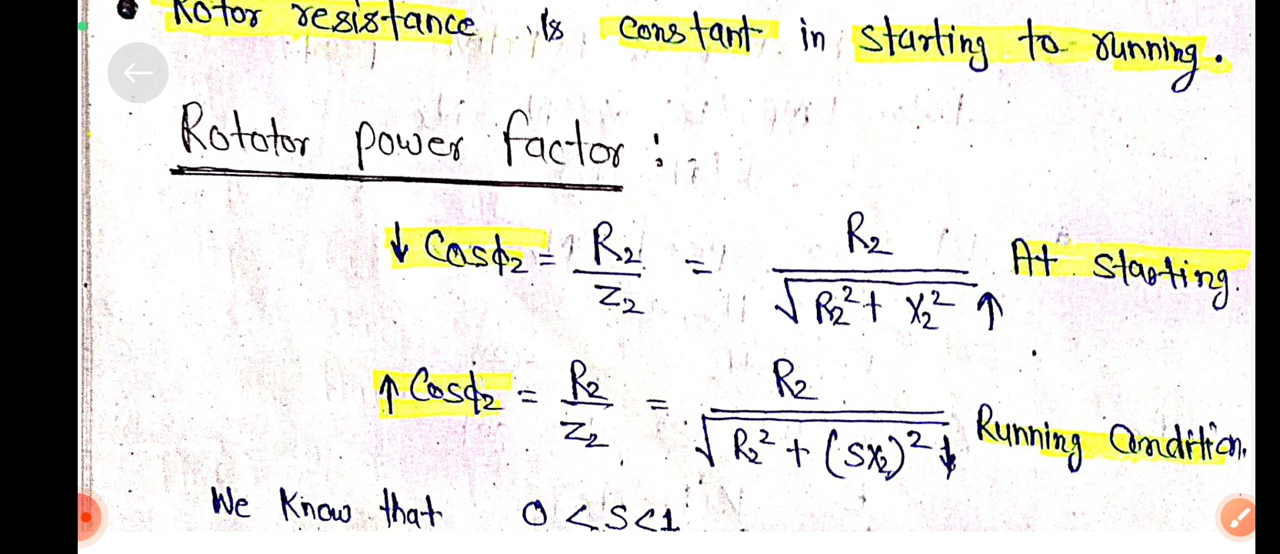 Rotor resistance is constant in starting to running.
Rotator power factor :
↓ Cosϕ₂ = R₂/Z₂ = R₂/√(R₂² + X₂²) ↑ At starting.
↑ Cosϕ₂ = R₂/Z₂ = R₂/√(R₂² + (SX₂)²) ↓ Running Condition.
We Know that 0 < S < 1